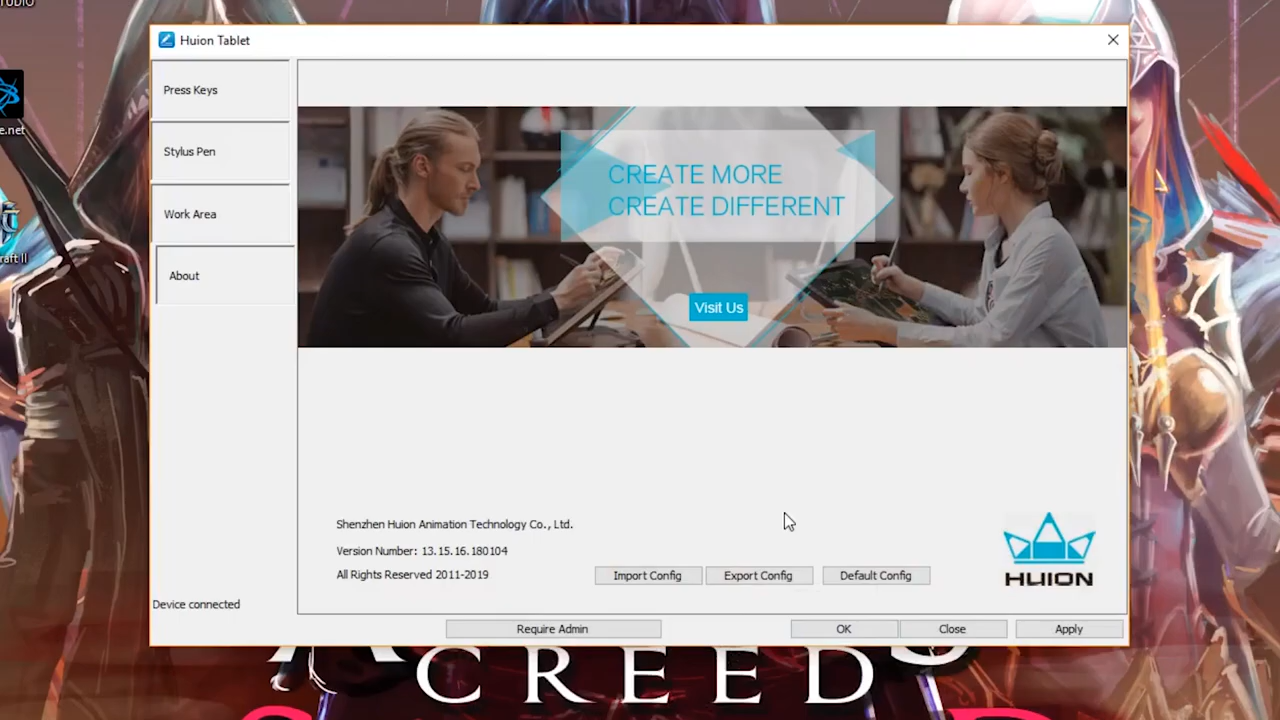 Huion Tablet
Press Keys
Stylus Pen
Work Area
About
CREATE MORE
CREATE DIFFERENT
Visit Us
Shenzhen Huion Animation Technology Co., Ltd.
Version Number: 13.15.16.180104
All Rights Reserved 2011-2019
Import Config
Export Config
Default Config
HUION
Device connected
Require Admin
OK
Close
Apply
e.net
raft II
CREED